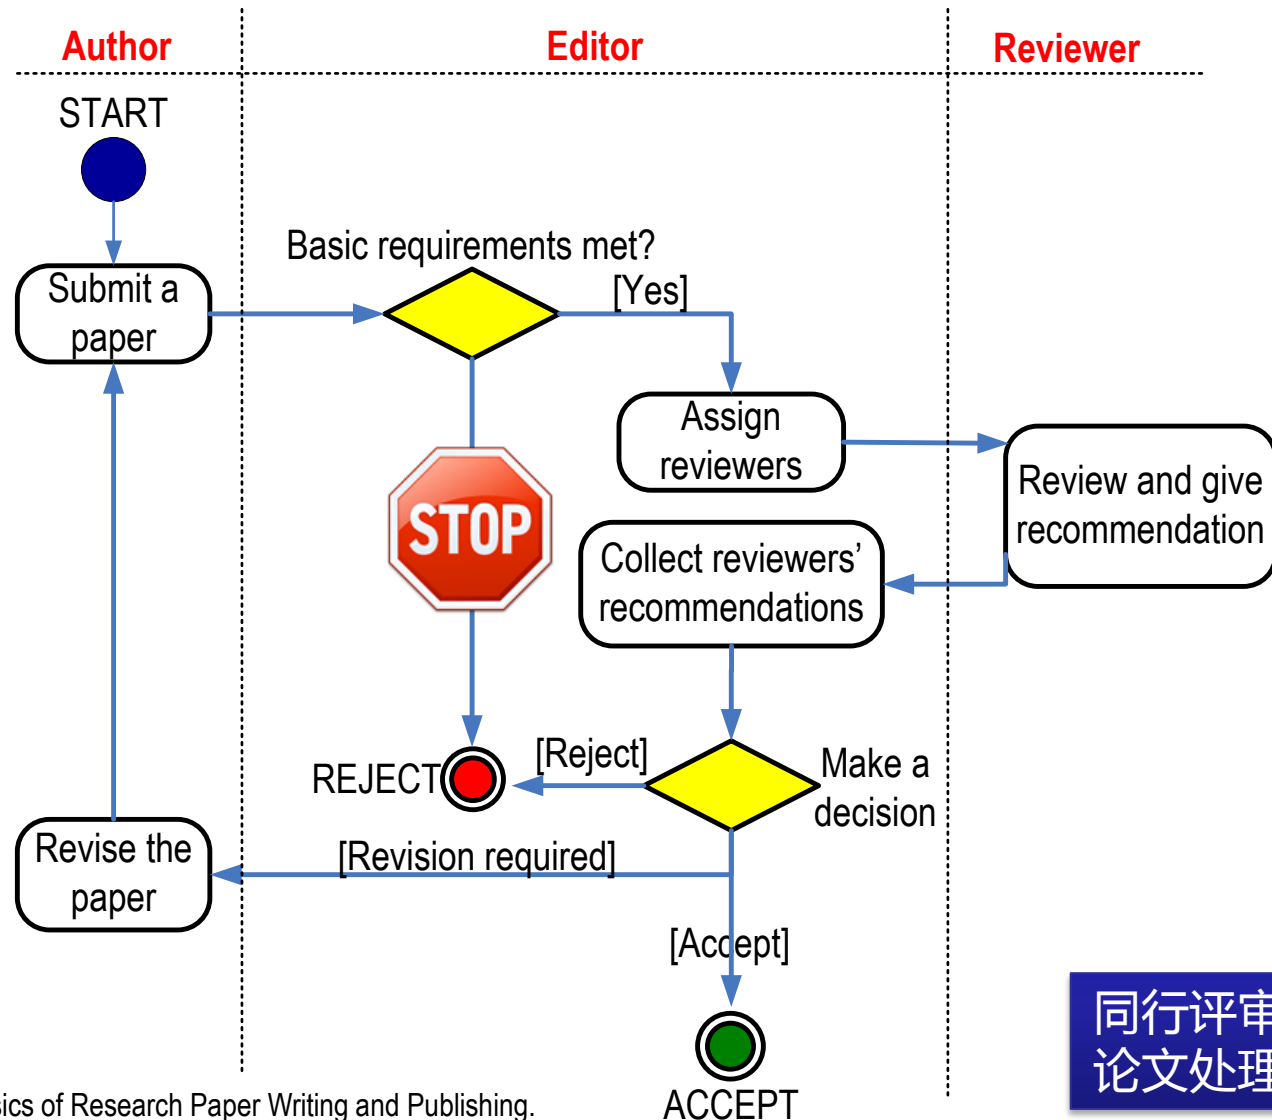 Author
Editor
Reviewer
START
Basic requirements met?
[Yes]
Submit a
paper
Assign
reviewers
Review and give
recommendation
STOP
Collect reviewers’
recommendations
[Reject]
REJECT
Make a
decision
Revise the
paper
[Revision required]
[Accept]
ACCEPT
同行评审
论文处理
of Research Paper Writing and Publishing.